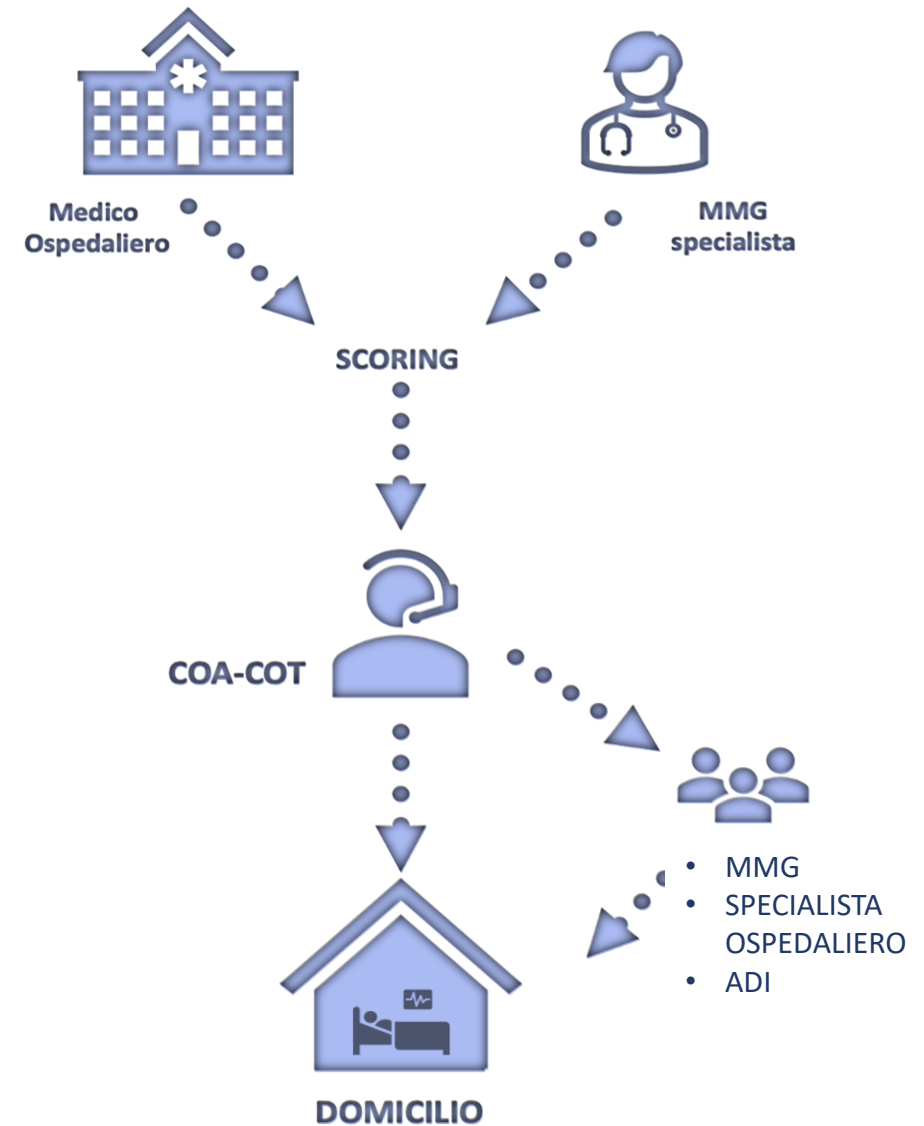 Medico
Ospedaliero
MMG
specialista
SCORING
COA-COT
• MMG
• SPECIALISTA
OSPEDALIERO
• ADI
DOMICILIO